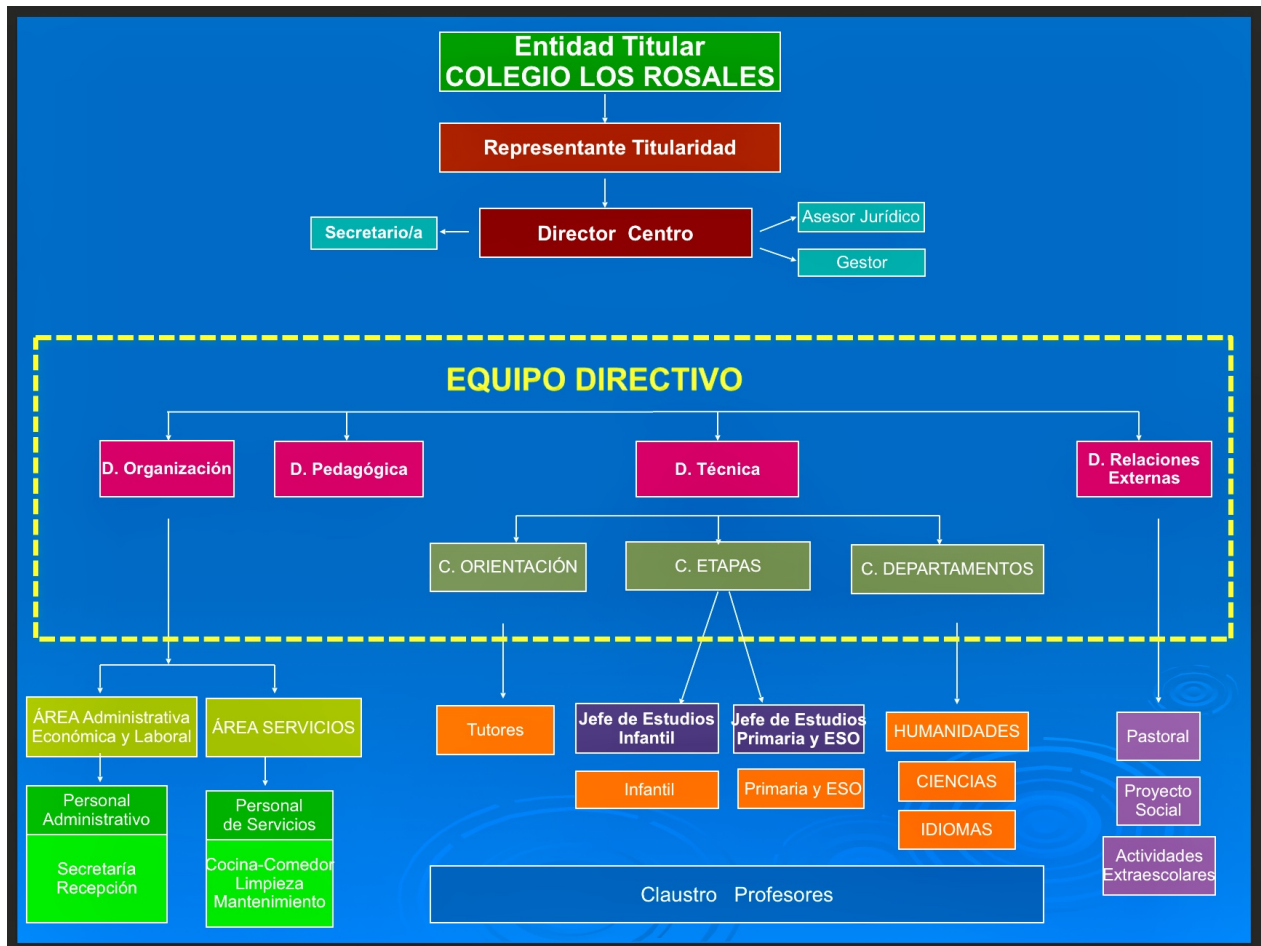 Entidad Titular
COLEGIO LOS ROSALES
Representante Titularidad
Secretario/a
Director Centro
Asesor Jurídico
Gestor
EQUIPO DIRECTIVO
D. Organización
D. Pedagógica
D. Técnica
D. Relaciones
Externas
C. ORIENTACIÓN
C. ETAPAS
C. DEPARTAMENTOS
ÁREA Administrativa
Económica y Laboral
ÁREA SERVICIOS
Tutores
Jefe de Estudios
Infantil
Jefe de Estudios
Primaria y ESO
HUMANIDADES
Pastoral
Infantil
Primaria y ESO
CIENCIAS
Proyecto
Social
Personal
Administrativo
Personal
de Servicios
IDIOMAS
Secretaría
Recepción
Cocina-Comedor
Limpieza
Mantenimiento
Actividades
Extraescolares
Claustro Profesores